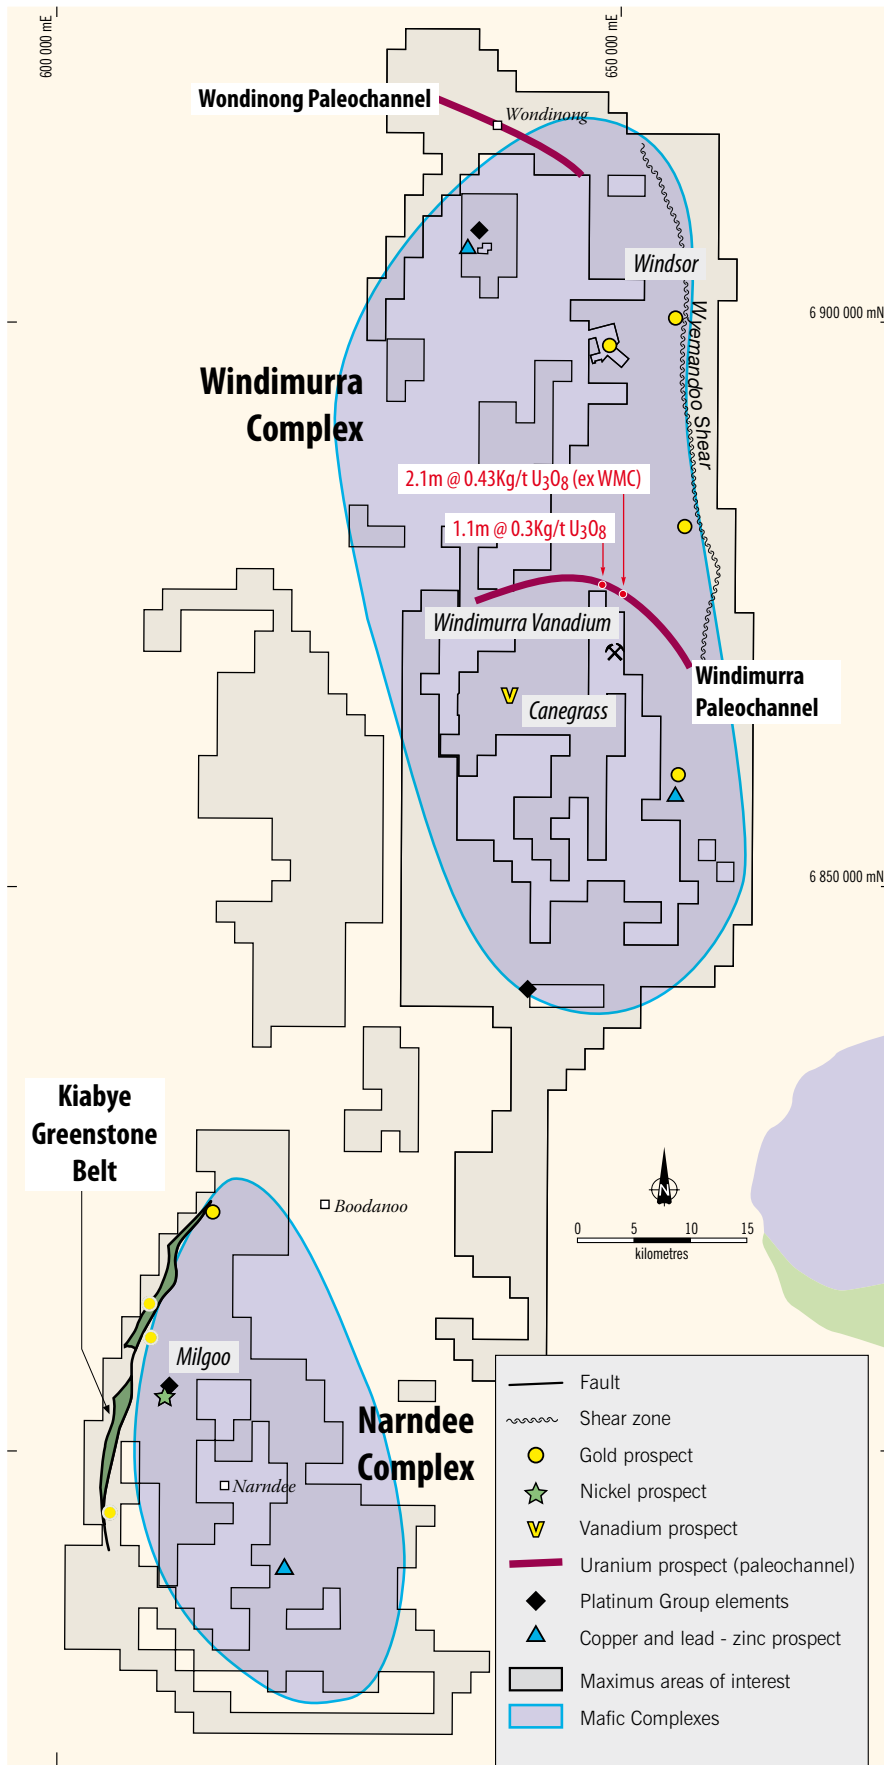 600 000 mE
650 000 mE
Wondinong Paleochannel
Wondinong
Windsor
6 900 000 mN
Wyemandoo Shear
Windimurra
Complex
2.1m @ 0.43Kg/t U₃O₈ (ex WMC)
1.1m @ 0.3Kg/t U₃O₈
Windimurra Vanadium
Windimurra
Paleochannel
Canegrass
6 850 000 mN
Kiabye
Greenstone
Belt
N
Boodanoo
0 5 10 15
kilometres
Milgoo
Narndee
Complex
Narndee
Fault
Shear zone
Gold prospect
Nickel prospect
V Vanadium prospect
Uranium prospect (paleochannel)
Platinum Group elements
Copper and lead - zinc prospect
Maximus areas of interest
Mafic Complexes